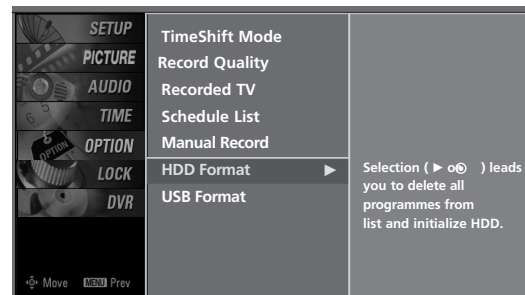 SETUP
PICTURE
AUDIO
TIME
OPTION
LOCK
DVR
Move MENU Prev
TimeShift Mode
Record Quality
Recorded TV
Schedule List
Manual Record
HDD Format ►
USB Format
Selection ( ► o ) leads
you to delete all
programmes from
list and initialize HDD.